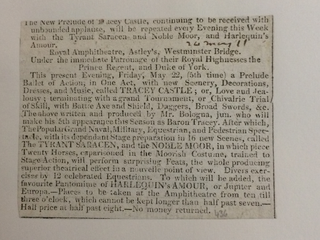 The New Prelude of Tracey Castle, continuing to be received with
unbounded applause, will be repeated every Evening this Week
with the Tyrant Saracen and Noble Moor, and Harlequin's
Amour.
Royal Amphitheatre, Astley's, Westminster Bridge.
Under the immediate Patronage of their Royal Highnesses the
Prince Regent, and Duke of York.
This present Evening, Friday, May 22, (5th time) a Prelude
Ballet of Action, in One Act, with new Scenery, Decorations,
Dresses, and Music, called TRACEY CASTLE; or, Love and Jea-
lousy; terminating with a grand Tournament, or Chivalric Trial
of Skill, with Battle Axe and Shield, Daggers, Broad Swords, &c.
The above written and produced by Mr. Bologna, jun. who will
make his 5th appearance this Season as Baron Tracey. After which,
The Popular Grand Naval, Military, Equestrian, and Pedestrian Spec-
tacle, with its dependent Stage preparation in 16 new Scenes, called
The TYRANT SARACEN, and the NOBLE MOOR, in which piece
Twenty Horses, caparisoned in the Moorish Costume, trained to
Stage Action, will perform surprising Feats, the whole producing
superior theatrical effect in a novelle point of view. Divers exer-
cises by 12 celebrated Equestrians. To which will be added, the
favourite Pantomime of HARLEQUIN'S AMOUR, or Jupiter and
Europa.—Places to be taken at the Amphitheatre from ten till
three o'clock, which cannot be kept longer than half past seven.—
Half price at half past eight.—No money returned.